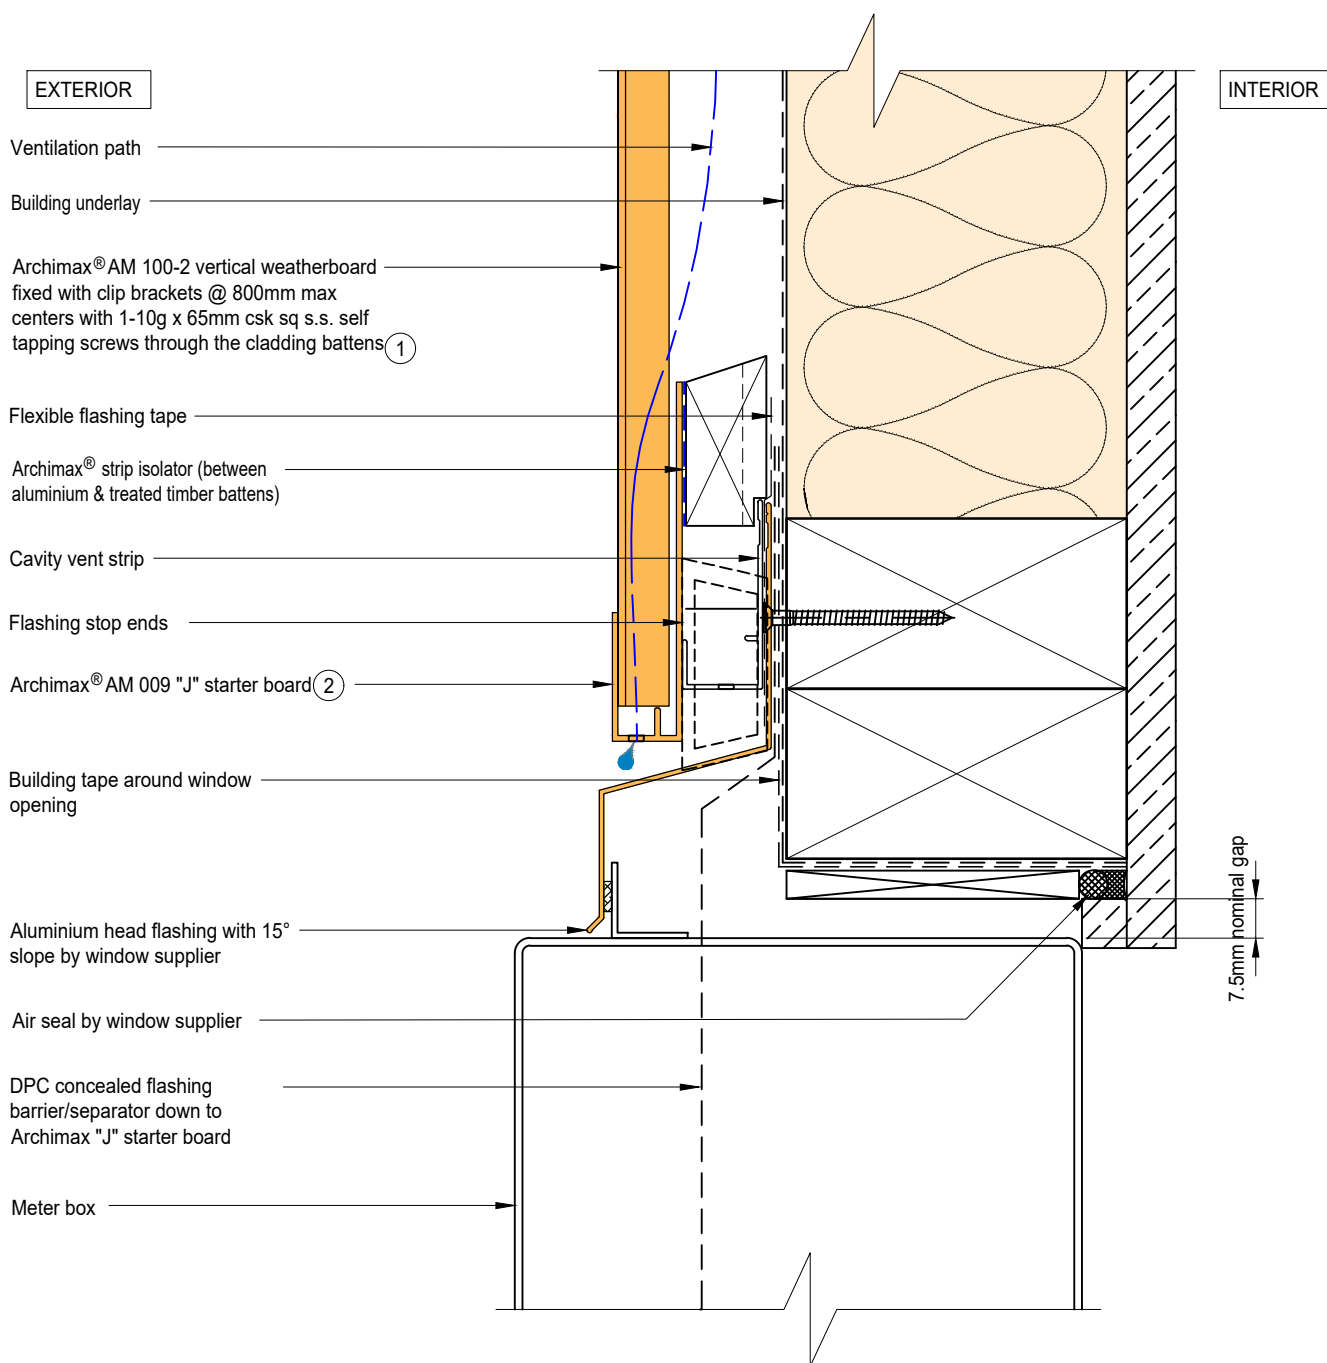 EXTERIOR
INTERIOR
Ventilation path
Building underlay
Archimax® AM 100-2 vertical weatherboard
fixed with clip brackets @ 800mm max
centers with 1-10g x 65mm csk sq s.s. self
tapping screws through the cladding battens 1
Flexible flashing tape
Archimax® strip isolator (between
aluminium & treated timber battens)
Cavity vent strip
Flashing stop ends
Archimax® AM 009 "J" starter board 2
Building tape around window
opening
7.5mm nominal gap
Aluminium head flashing with 15°
slope by window supplier
Air seal by window supplier
DPC concealed flashing
barrier/separator down to
Archimax "J" starter board
Meter box